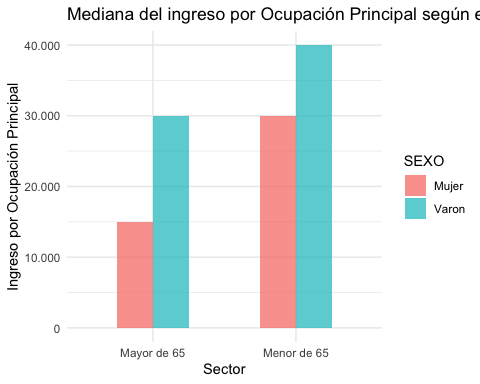 Mediana del ingreso por Ocupación Principal según
Ingreso por Ocupación Principal
40.000
30.000
20.000
10.000
0
Mayor de 65
Menor de 65
Sector
SEXO
Mujer
Varon